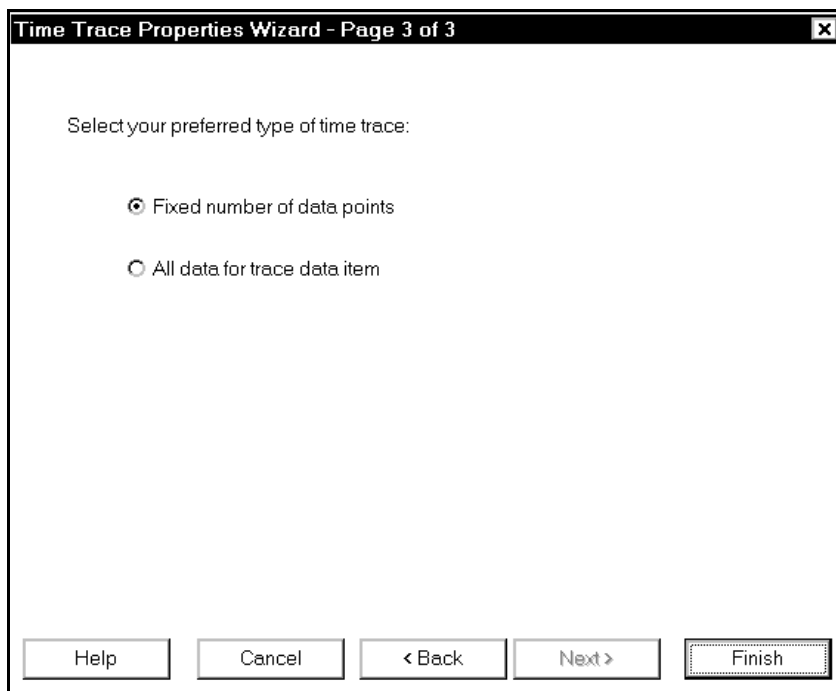 Time Trace Properties Wizard - Page 3 of 3
Select your preferred type of time trace:
Fixed number of data points
All data for trace data item
Help Cancel < Back Next > Finish